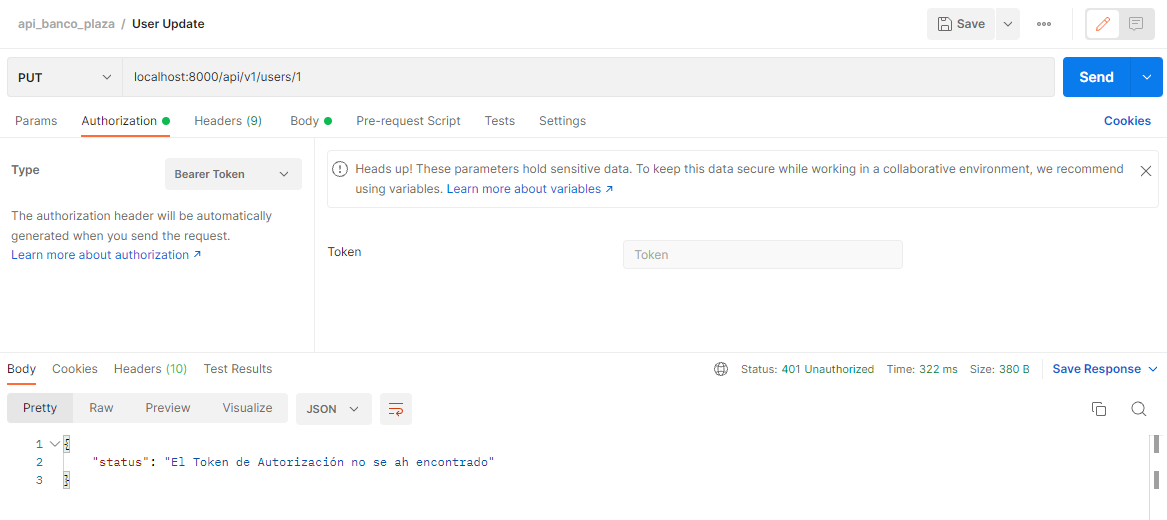 api_banco_plaza / User Update
Save
PUT
localhost:8000/api/v1/users/1
Send
Params Authorization Headers (9) Body Pre-request Script Tests Settings Cookies
Type
Bearer Token
The authorization header will be automatically
generated when you send the request.
Learn more about authorization ↗
Heads up! These parameters hold sensitive data. To keep this data secure while working in a collaborative environment, we recommend
using variables. Learn more about variables ↗
Token
Token
Body Cookies Headers (10) Test Results
Status: 401 Unauthorized Time: 322 ms Size: 380 B Save Response
Pretty Raw Preview Visualize JSON
1 {
2 "status": "El Token de Autorización no se ah encontrado"
3 }